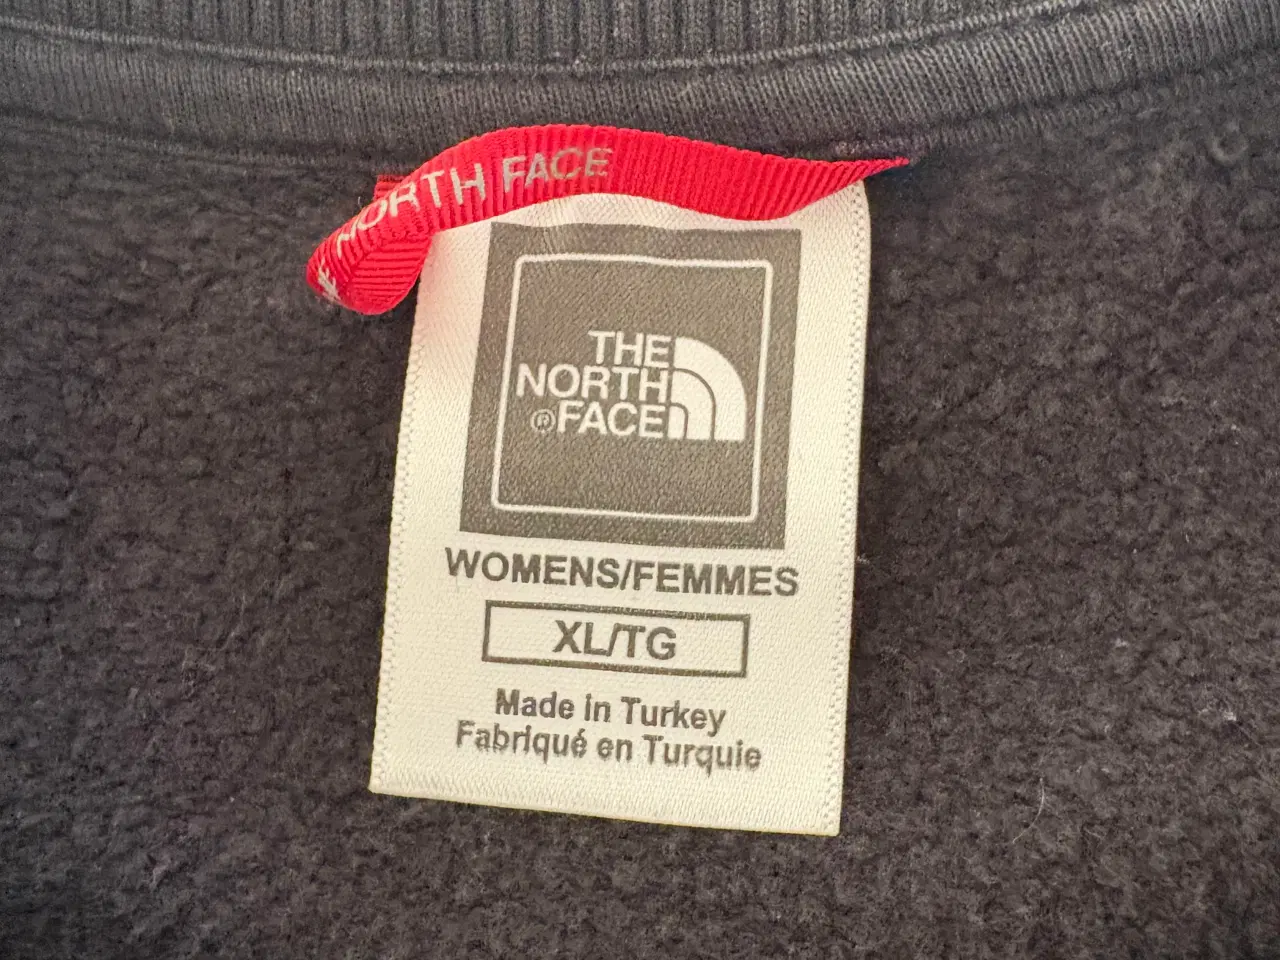 NORTH FACE
THE
NORTH
®FACE
WOMENS/FEMMES
XL/TG
Made in Turkey
Fabriqué en Turquie